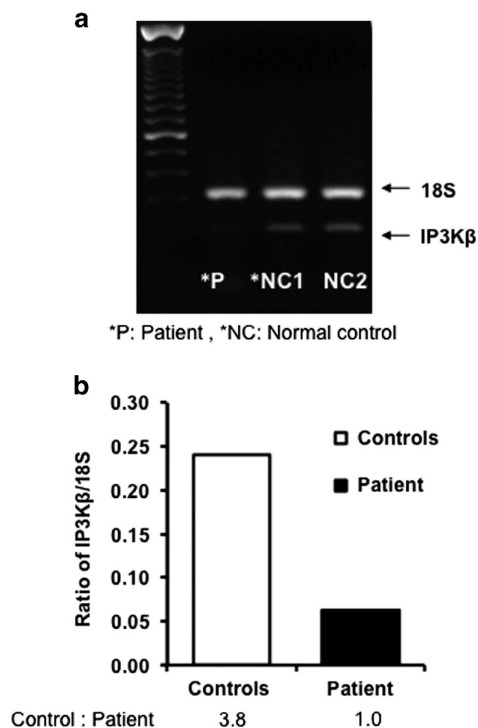 a
18S
IP3Kβ
*P *NC1 NC2
*P: Patient , *NC: Normal control
b
Ratio of IP3Kβ/18S
0.30
0.25
0.20
0.15
0.10
0.05
0.00
Controls
Patient
Controls Patient
Control : Patient 3.8 1.0